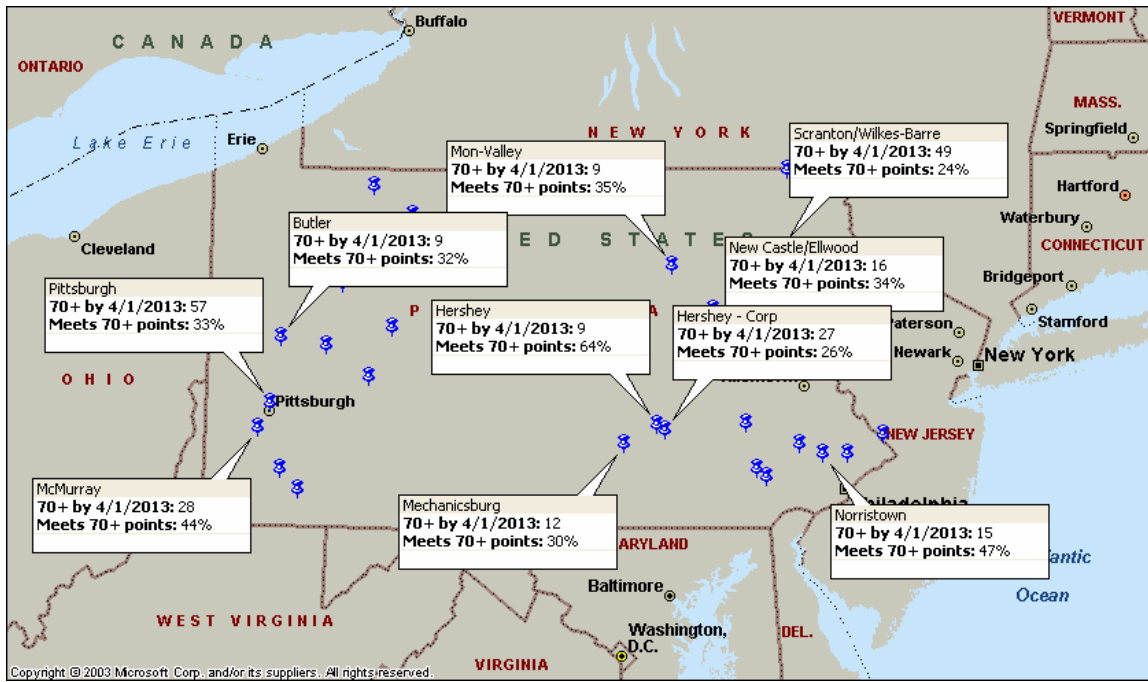 Buffalo
VERMONT
CANADA
ONTARIO
MASS.
Lake Erie
Erie
NEW YORK
Springfield
Scranton/Wilkes-Barre
70+ by 4/1/2013: 49
Meets 70+ points: 24%
Mon-Valley
70+ by 4/1/2013: 9
Meets 70+ points: 35%
Hartford
Waterbury
CONNECTICUT
Butler
70+ by 4/1/2013: 9
Meets 70+ points: 32%
Cleveland
ED STATES
New Castle/Ellwood
70+ by 4/1/2013: 16
Meets 70+ points: 34%
Bridgeport
Stamford
Pittsburgh
70+ by 4/1/2013: 57
Meets 70+ points: 33%
Hershey
70+ by 4/1/2013: 9
Meets 70+ points: 64%
P
A
Hershey - Corp
70+ by 4/1/2013: 27
Meets 70+ points: 26%
Paterson
Newark
New York
OHIO
Pittsburgh
NEW JERSEY
McMurray
70+ by 4/1/2013: 28
Meets 70+ points: 44%
Mechanicsburg
70+ by 4/1/2013: 12
Meets 70+ points: 30%
Philadelphia
Norristown
70+ by 4/1/2013: 15
Meets 70+ points: 47%
ARYLAND
lantic
Ocean
Baltimore
WEST VIRGINIA
Washington,
D.C.
DEL.
VIRGINIA
Copyright © 2003 Microsoft Corp. and/or its suppliers. All rights reserved.